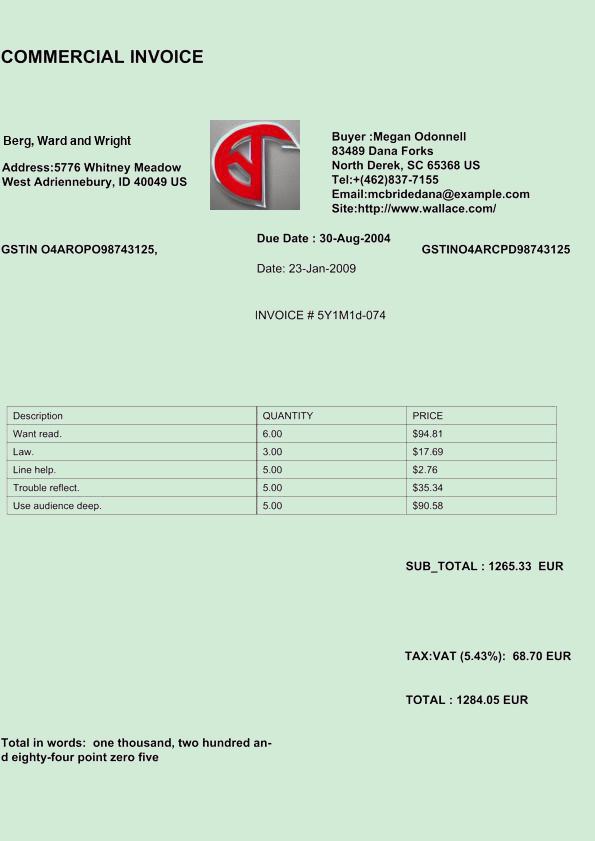 COMMERCIAL INVOICE
Berg, Ward and Wright
Address:5776 Whitney Meadow
West Adriennebury, ID 40049 US
Buyer :Megan Odonnell
83489 Dana Forks
North Derek, SC 65368 US
Tel:+(462)837-7155
Email:mcbridedana@example.com
Site:http://www.wallace.com/
GSTIN O4AROPO98743125,
Due Date : 30-Aug-2004
GSTINO4ARCPD98743125
Date: 23-Jan-2009
INVOICE # 5Y1M1d-074
Description QUANTITY PRICE
Want read. 6.00 $94.81
Law. 3.00 $17.69
Line help. 5.00 $2.76
Trouble reflect. 5.00 $35.34
Use audience deep. 5.00 $90.58
SUB_TOTAL : 1265.33 EUR
TAX:VAT (5.43%): 68.70 EUR
TOTAL : 1284.05 EUR
Total in words: one thousand, two hundred an-
d eighty-four point zero five